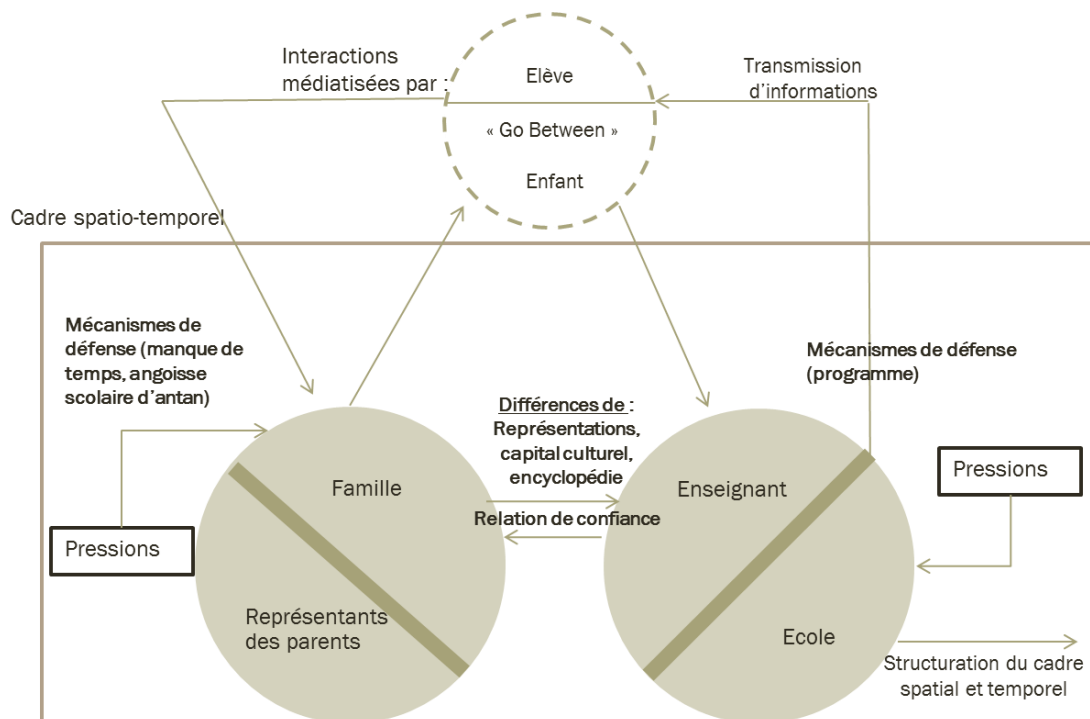 Interactions
médiatisées par :
Elève
« Go Between »
Enfant
Transmission
d’informations
Cadre spatio-temporel
Mécanismes de
défense (manque de
temps, angoisse
scolaire d’antan)
Mécanismes de défense
(programme)
Différences de :
Représentations,
capital culturel,
encyclopédie
Relation de confiance
Famille
Enseignant
Pressions
Pressions
Représentants
des parents
Ecole
Structuration du cadre
spatial et temporel